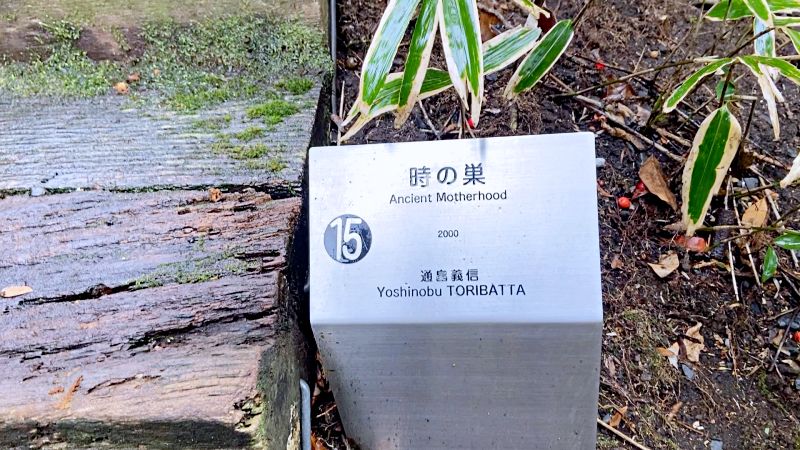 時の巣
Ancient Motherhood
15
2000
通畠義信
Yoshinobu TORIBATTA